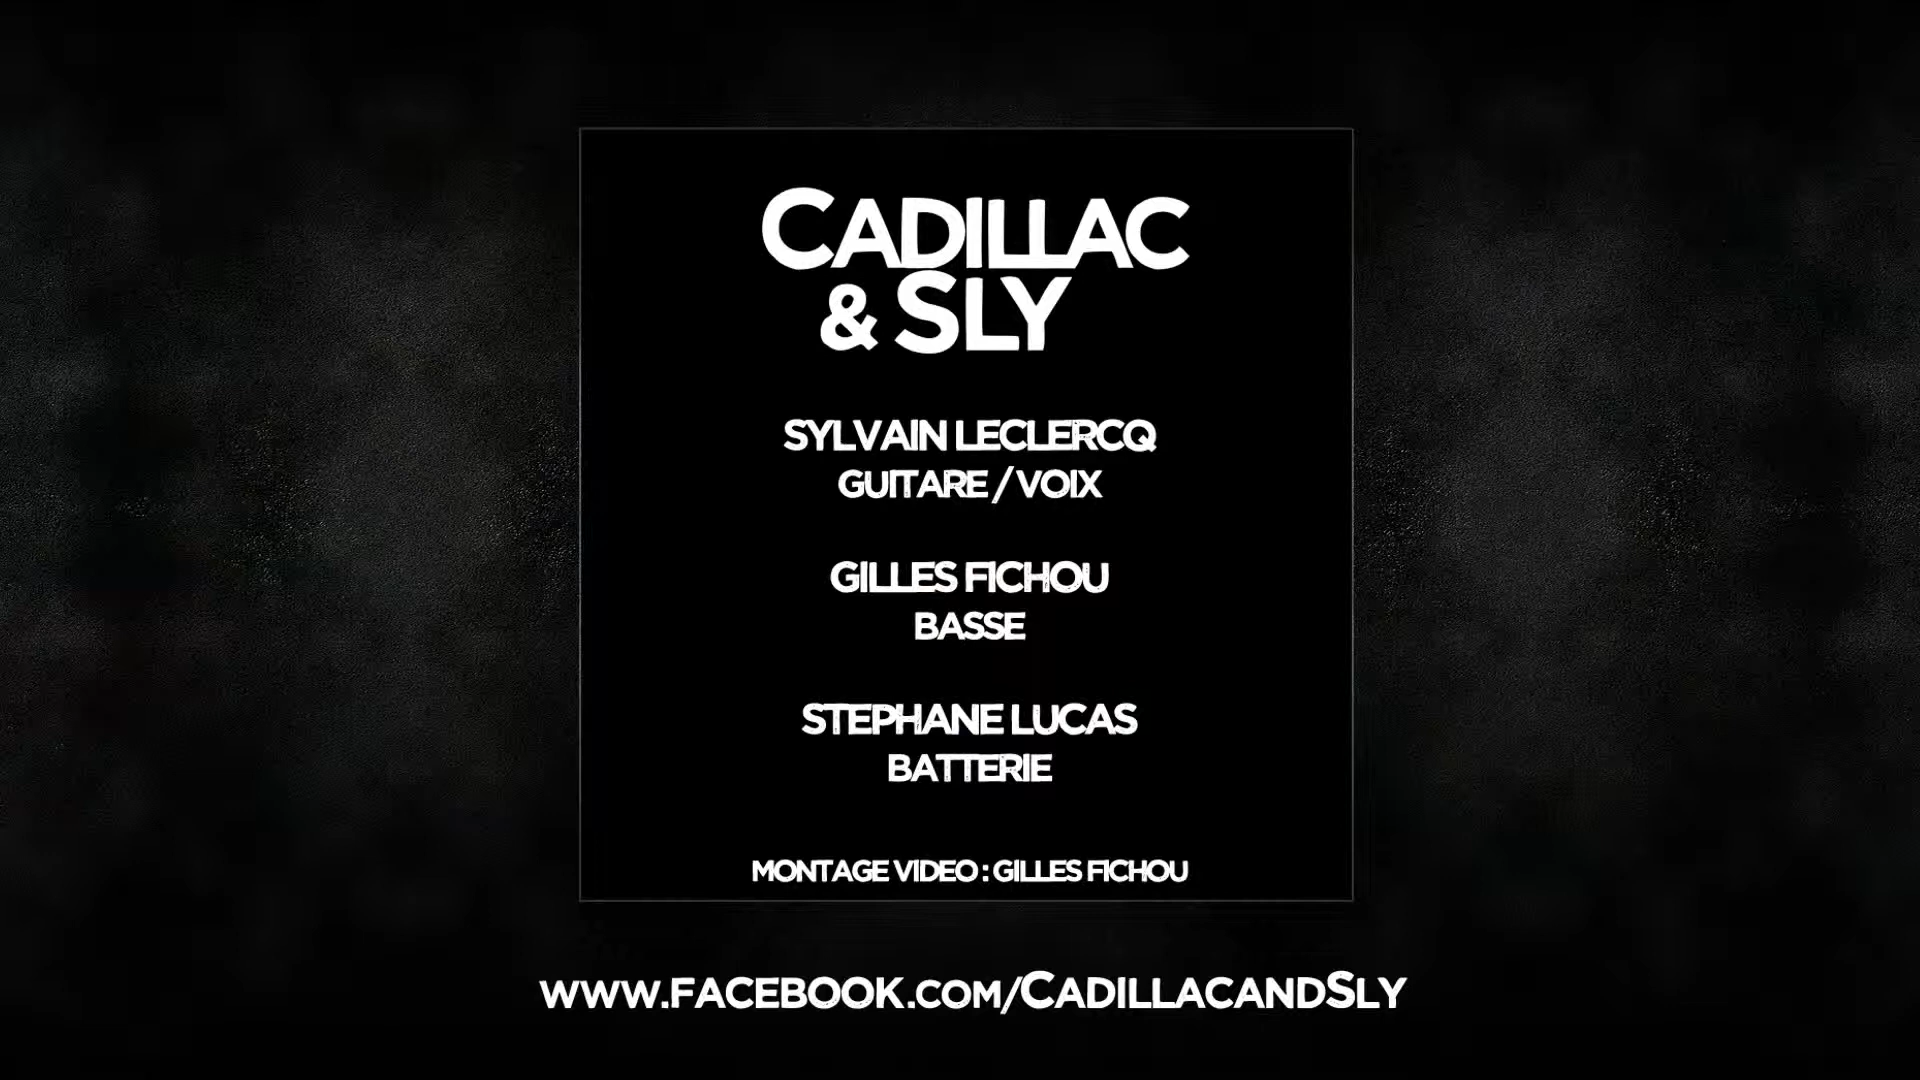 CADILLAC
& SLY
SYLVAIN LECLERCQ
GUITARE / VOIX
GILLES FICHOU
BASSE
STEPHANE LUCAS
BATTERIE
MONTAGE VIDEO : GILLES FICHOU
WWW.FACEBOOK.COM/CADILLACANDSLY